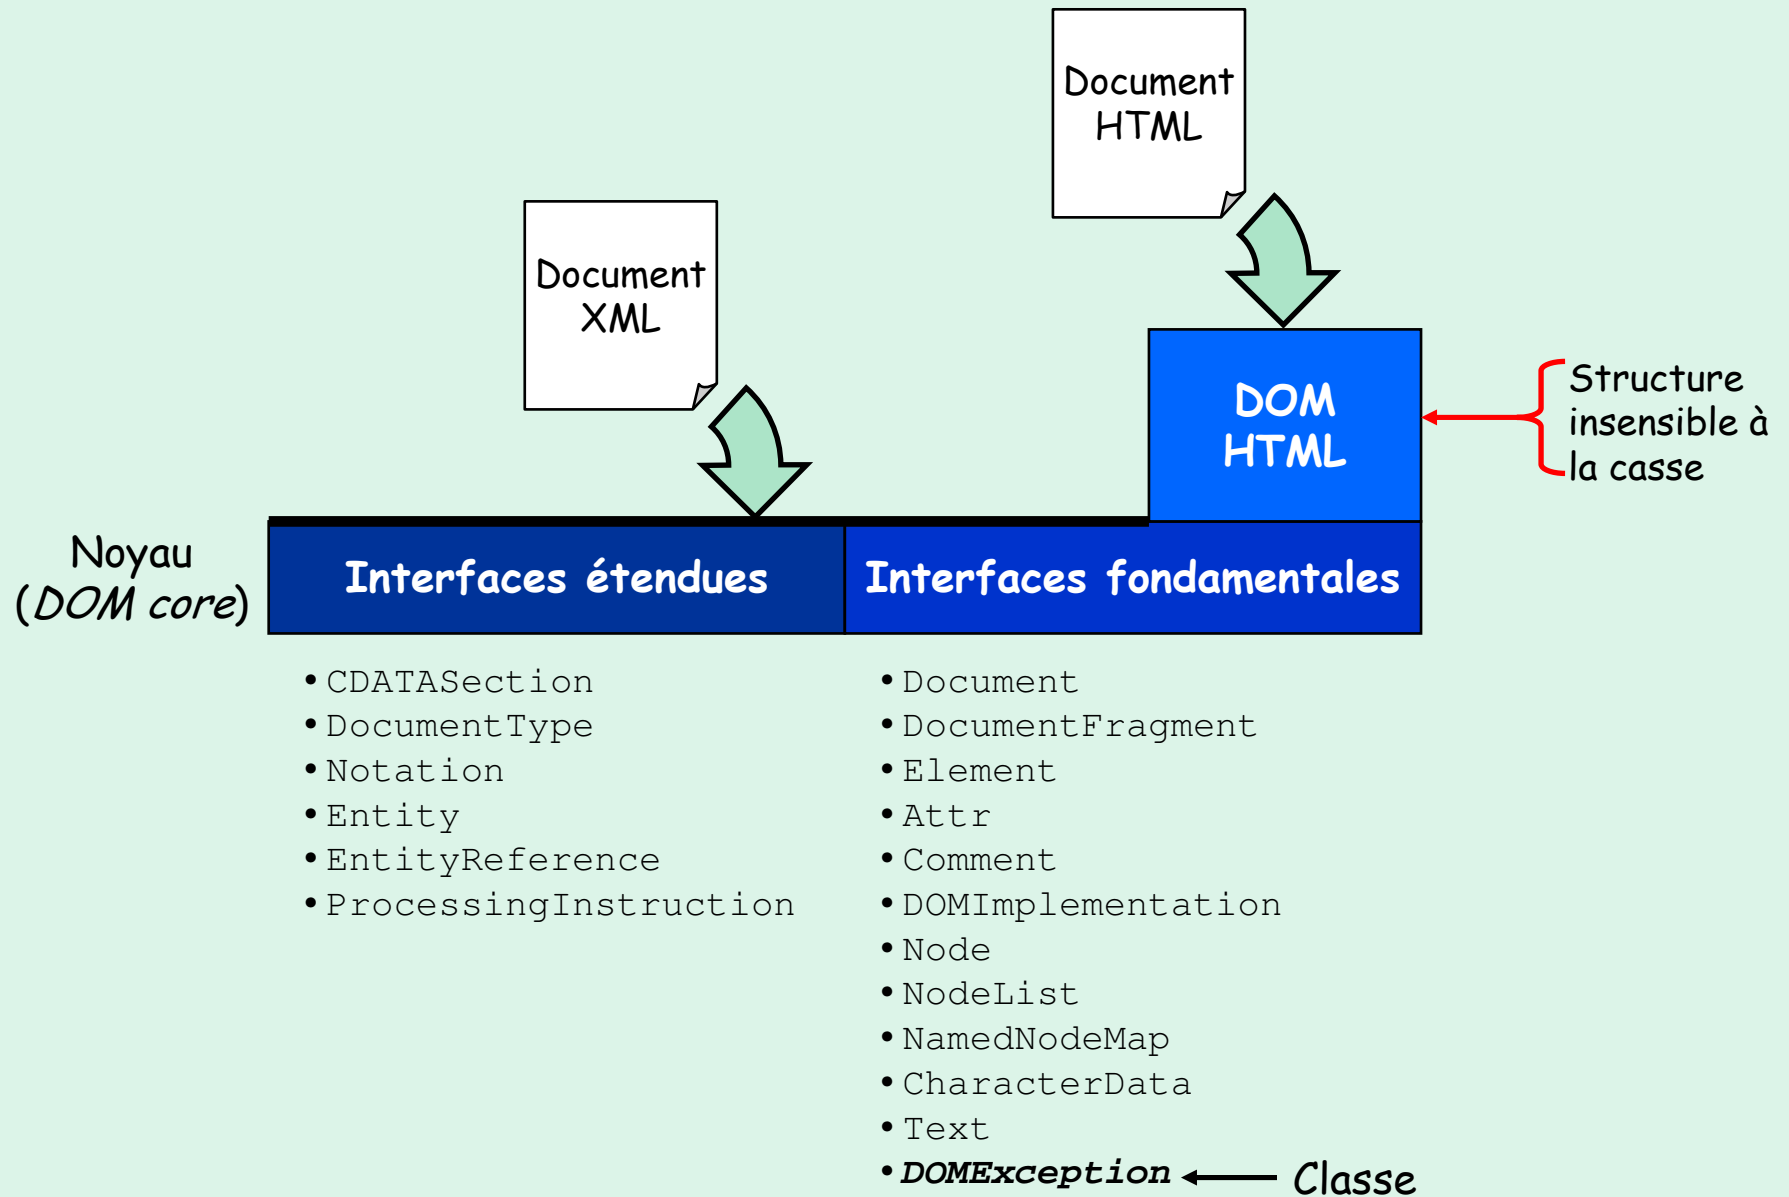 Document
HTML
Document
XML
DOM
HTML
Structure
insensible à
la casse
Noyau
(DOM core)
Interfaces étendues
Interfaces fondamentales
• CDATASection
• DocumentType
• Notation
• Entity
• EntityReference
• ProcessingInstruction
• Document
• DocumentFragment
• Element
• Attr
• Comment
• DOMImplementation
• Node
• NodeList
• NamedNodeMap
• CharacterData
• Text
• DOMException
Classe